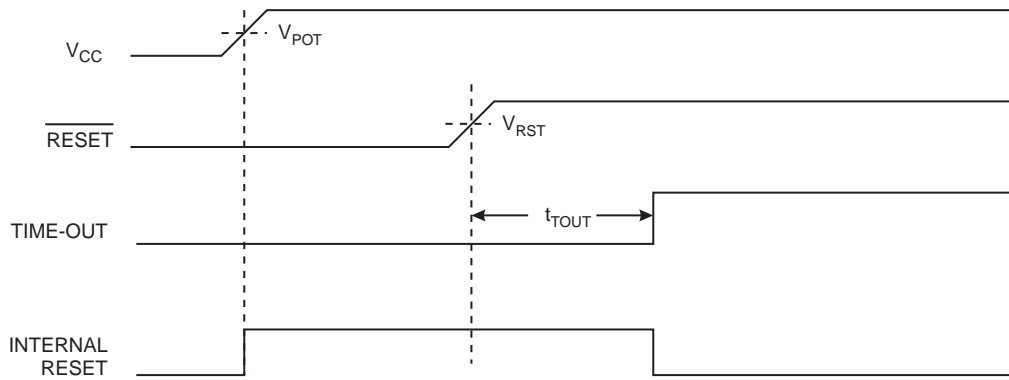 V_CC
V_POT
RESET
V_RST
TIME-OUT
t_TOUT
INTERNAL
RESET